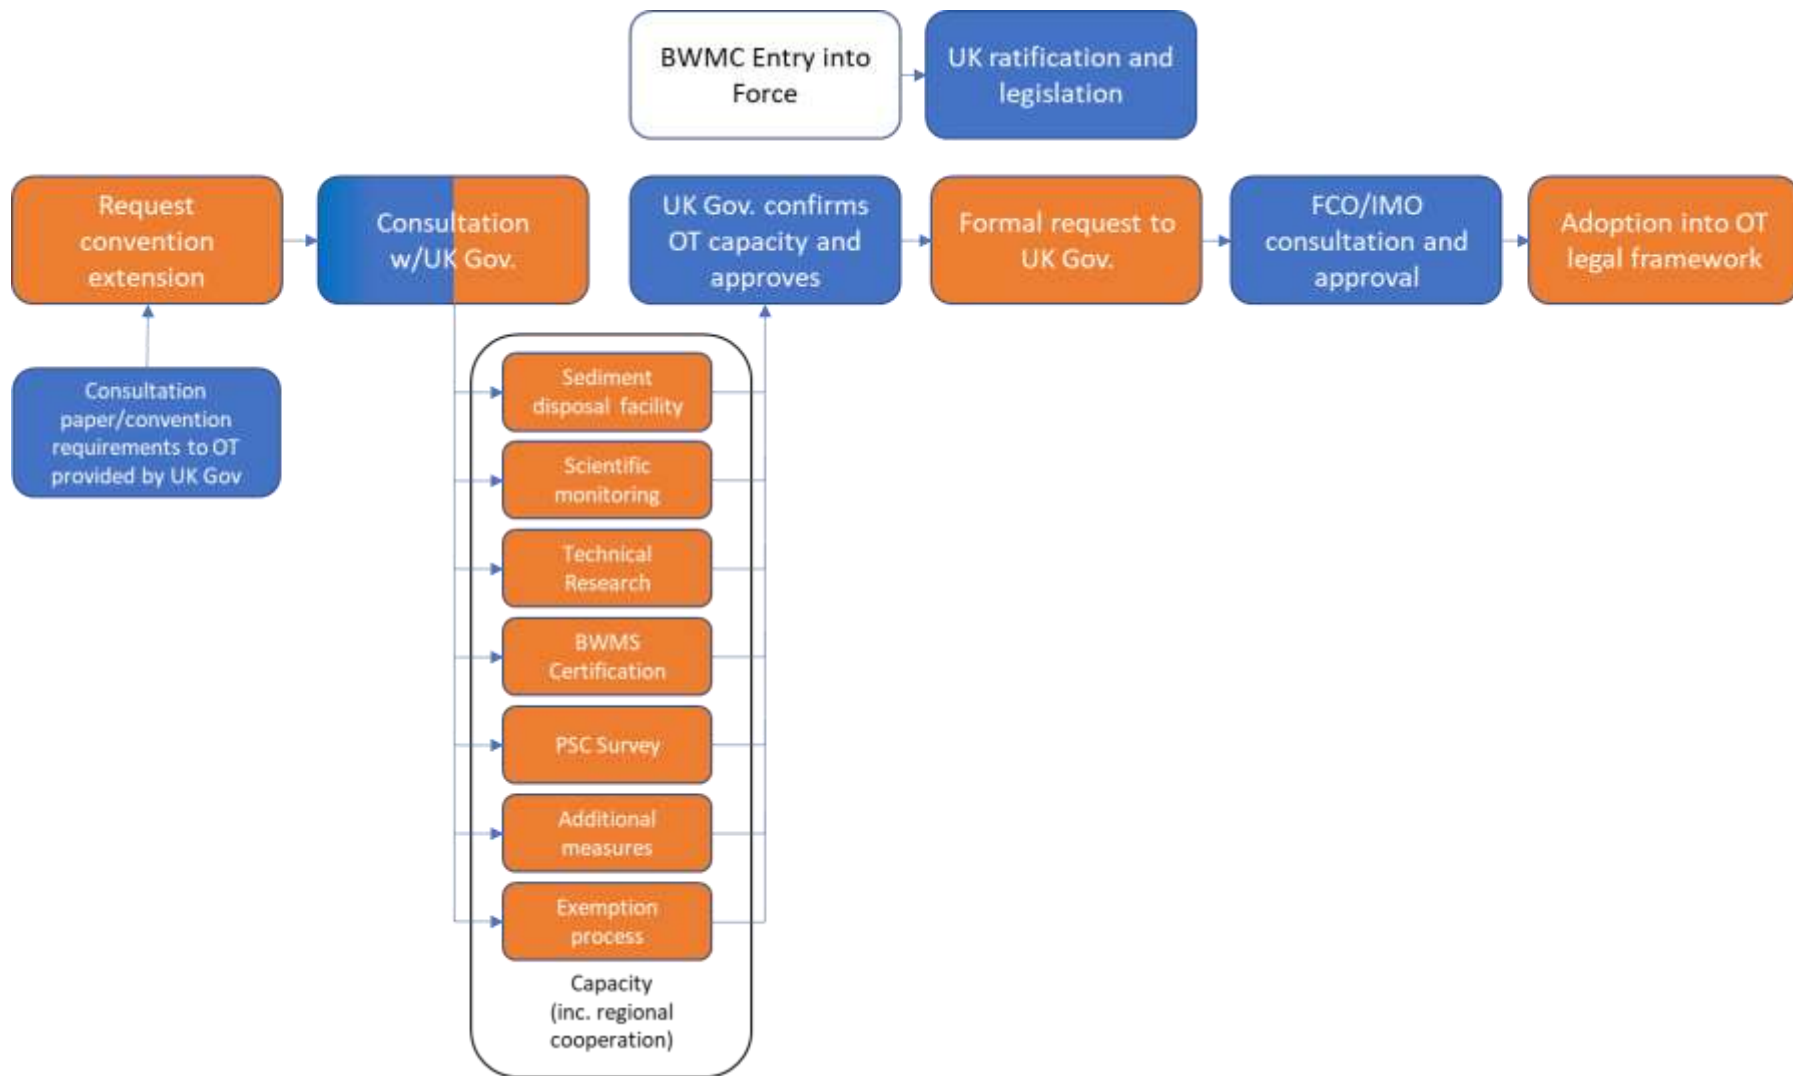 BWMC Entry into
Force
UK ratification and
legislation
Request
convention
extension
Consultation
w/UK Gov.
UK Gov. confirms
OT capacity and
approves
Formal request to
UK Gov.
FCO/IMO
consultation and
approval
Adoption into OT
legal framework
Consultation
paper/convention
requirements to OT
provided by UK Gov
Sediment
disposal facility
Scientific
monitoring
Technical
Research
BWMS
Certification
PSC Survey
Additional
measures
Exemption
process
Capacity
(inc. regional
cooperation)